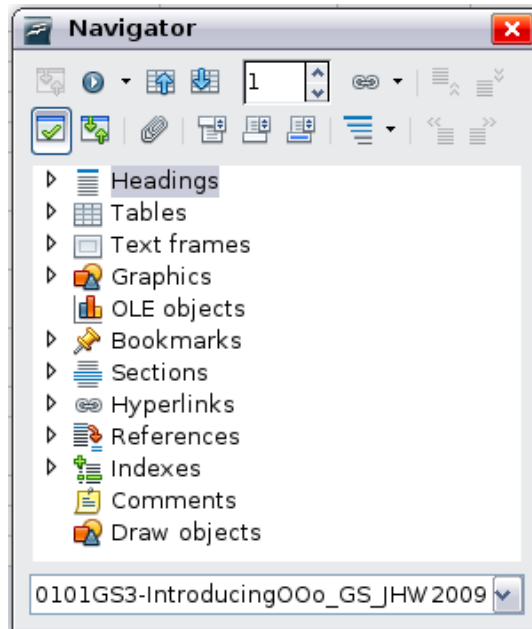 Navigator
1
Headings
Tables
Text frames
Graphics
OLE objects
Bookmarks
Sections
Hyperlinks
References
Indexes
Comments
Draw objects
0101GS3-IntroducingOOo_GS_JHW2009